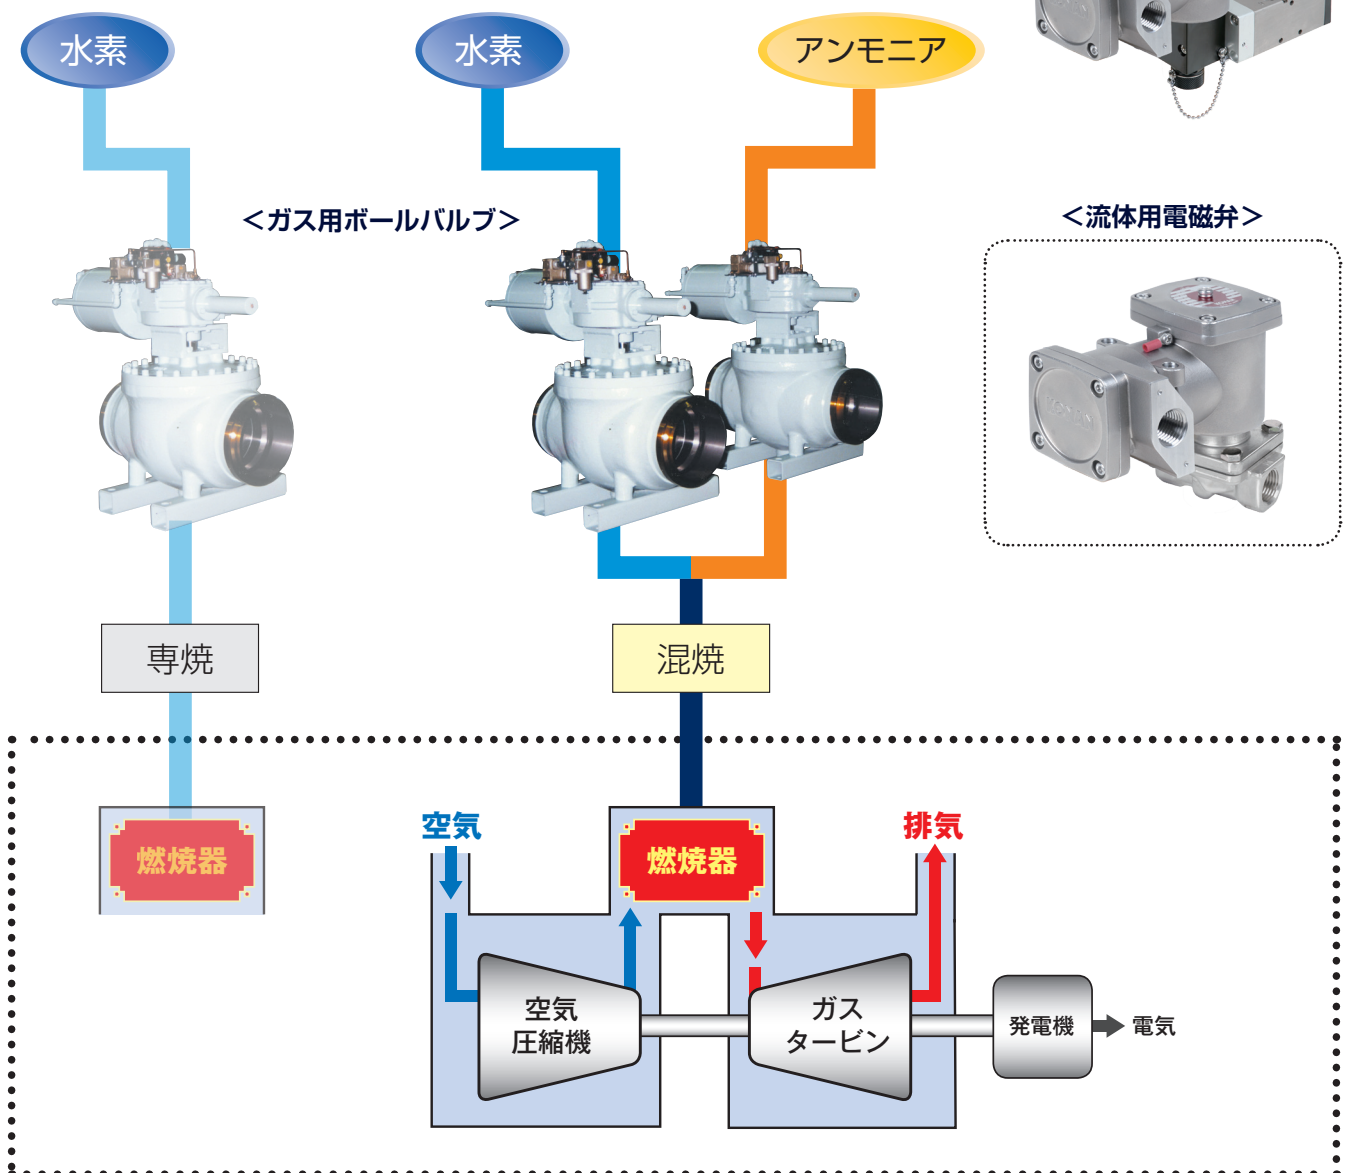 水素
水素
アンモニア
＜ガス用ボールバルブ＞
＜流体用電磁弁＞
専焼
混焼
燃焼器
空気
燃焼器
排気
空気
圧縮機
ガス
タービン
発電機
電気